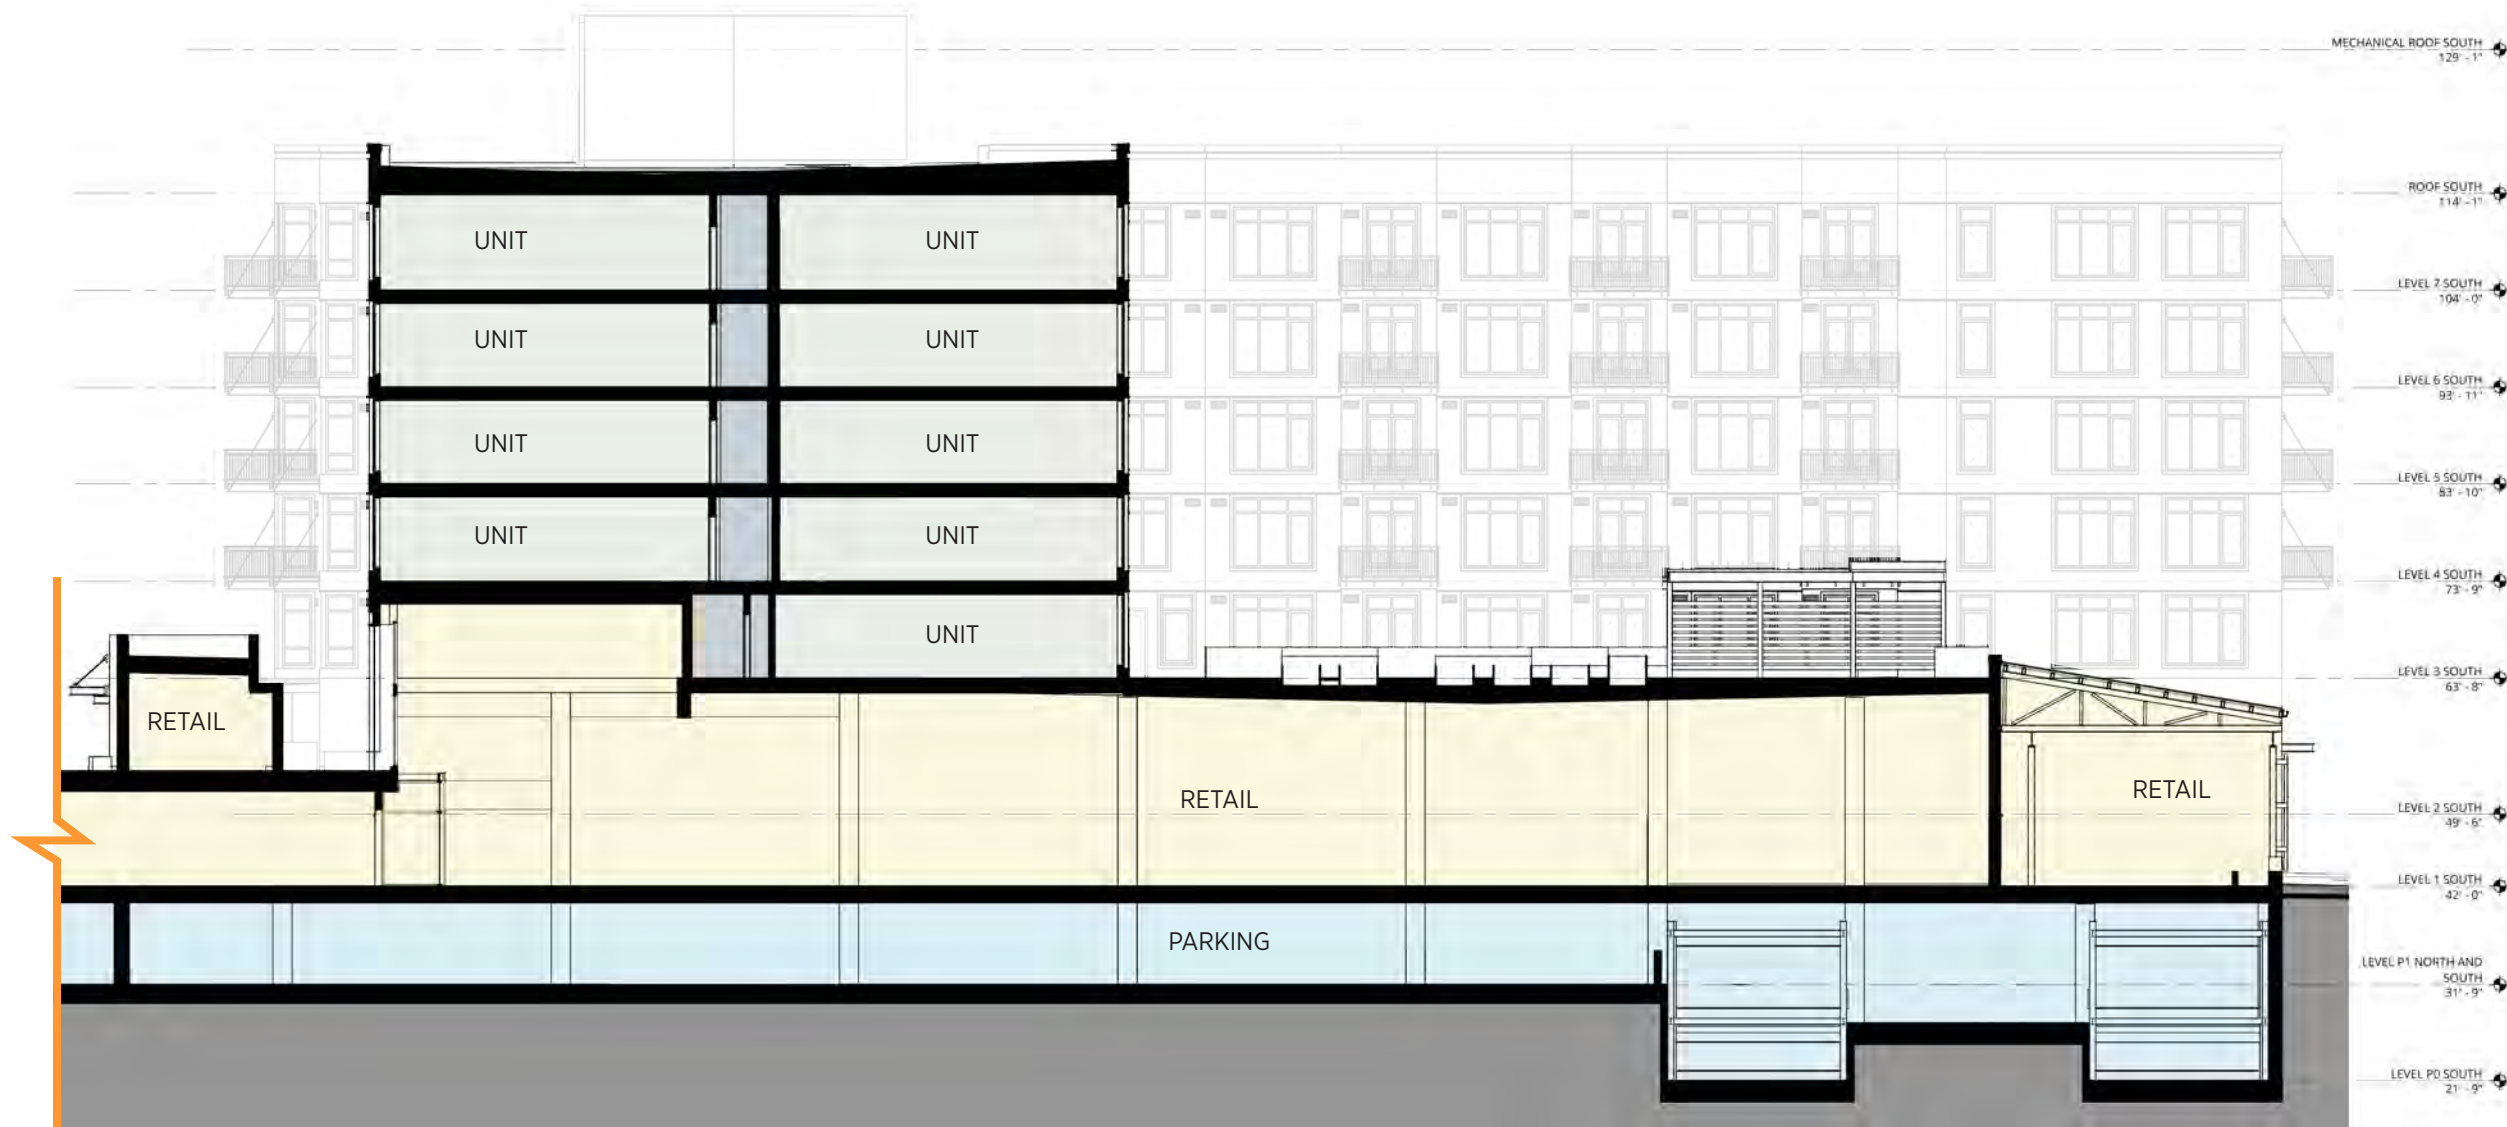 MECHANICAL ROOF SOUTH
129' - 1"
ROOF SOUTH
114' - 1"
UNIT UNIT
LEVEL 7 SOUTH
104' - 0"
UNIT UNIT
LEVEL 6 SOUTH
93' - 11"
UNIT UNIT
LEVEL 5 SOUTH
83' - 10"
UNIT UNIT
LEVEL 4 SOUTH
73' - 9"
UNIT
LEVEL 3 SOUTH
63' - 8"
RETAIL
RETAIL
RETAIL
LEVEL 2 SOUTH
49' - 6"
LEVEL 1 SOUTH
42' - 0"
PARKING
LEVEL P1 NORTH AND
SOUTH
31' - 9"
LEVEL P0 SOUTH
21' - 9"